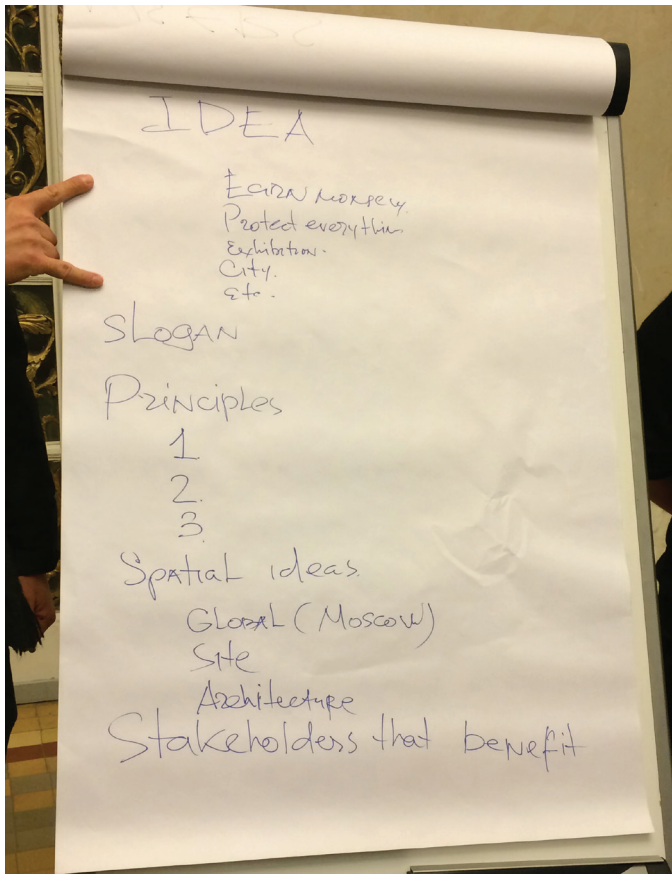 IDEA
Earn money.
Protect everythin
Exhibition.
City.
etc.
SLOGAN
Principles
1
2.
3.
Spatial ideas.
GLOBAL (Moscow)
Site
Architecture
Stakeholders that benefit